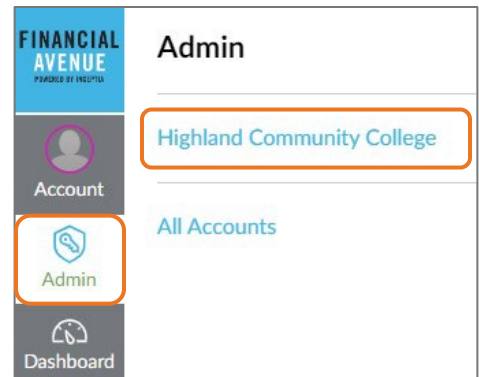 FINANCIAL
AVENUE
POWERED BY INCEPTIA
Account
Admin
Dashboard
Admin
Highland Community College
All Accounts